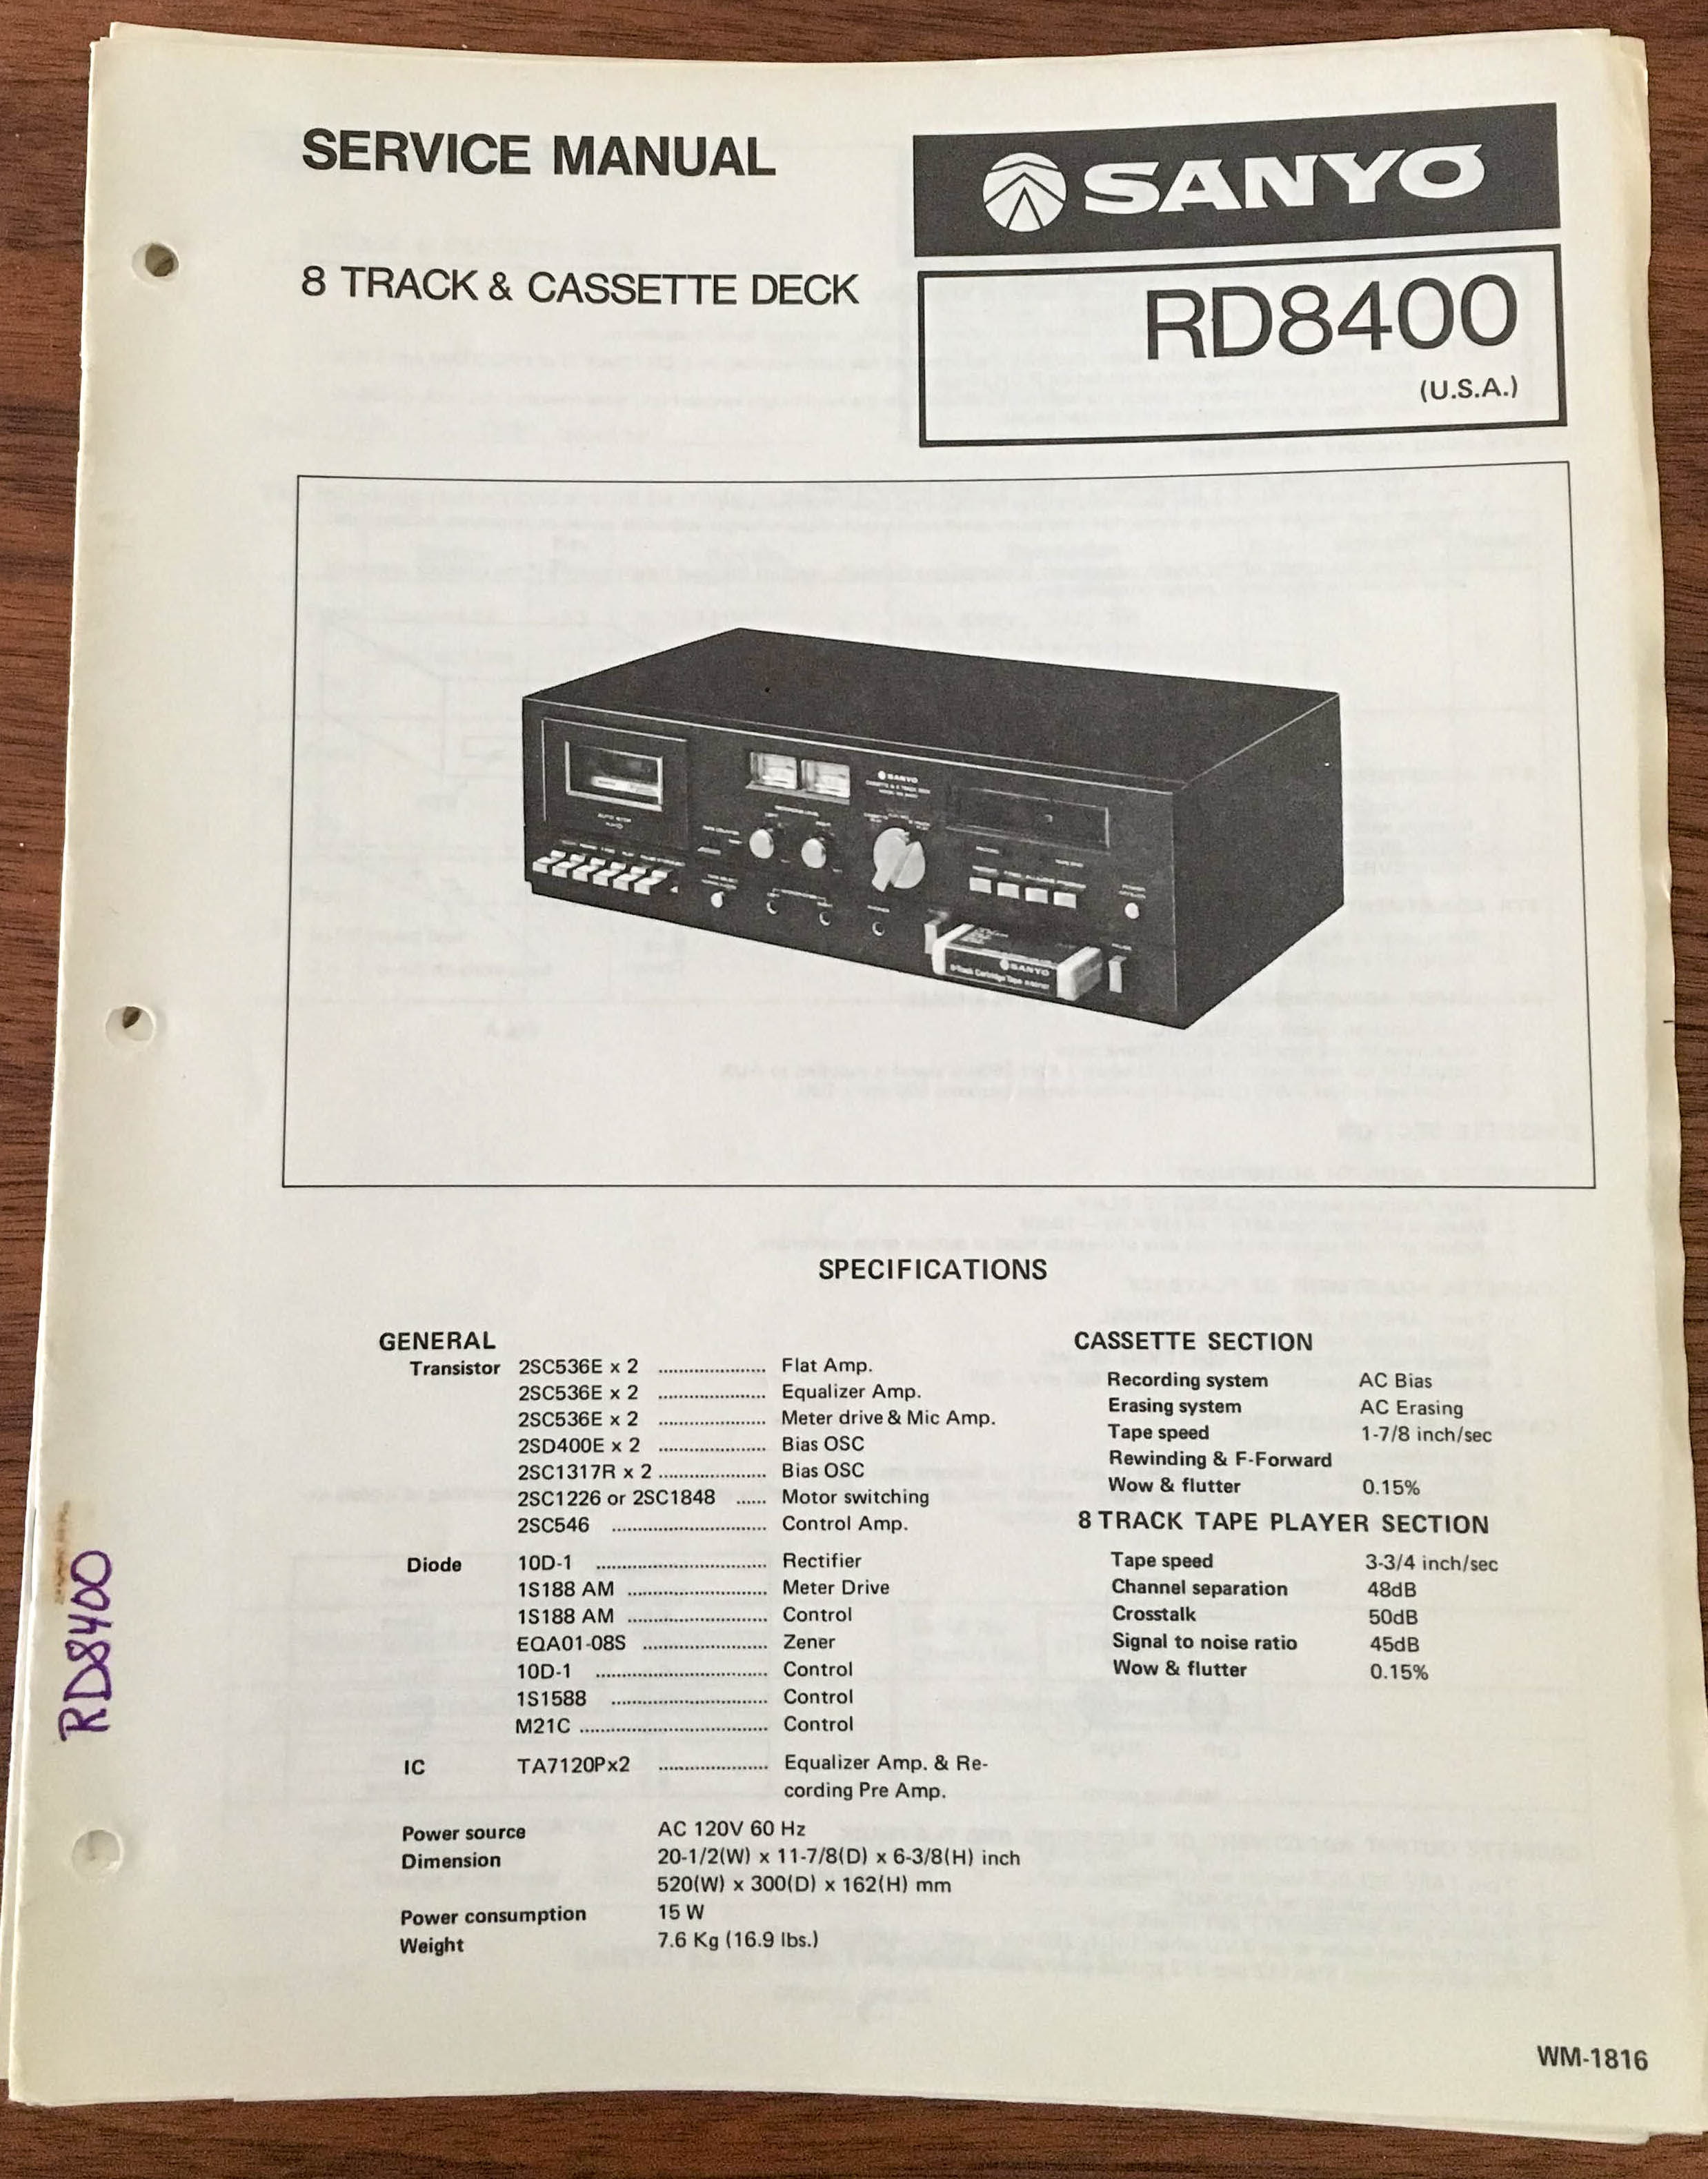 SERVICE MANUAL
SANYO
8 TRACK & CASSETTE DECK
RD8400
(U.S.A.)
SANYO
SANYO
8-Track Cartridge Tape
SPECIFICATIONS
GENERAL
Transistor 2SC536E x 2 ..................... Flat Amp.
2SC536E x 2 ..................... Equalizer Amp.
2SC536E x 2 ..................... Meter drive & Mic Amp.
2SD400E x 2 ..................... Bias OSC
2SC1317R x 2 ..................... Bias OSC
2SC1226 or 2SC1848 ...... Motor switching
2SC546 .............................. Control Amp.
Diode 10D-1 ................................. Rectifier
1S188 AM ........................... Meter Drive
1S188 AM ........................... Control
EQA01-08S ........................ Zener
10D-1 ................................. Control
1S1588 .............................. Control
M21C .................................... Control
IC TA7120Px2 ..................... Equalizer Amp. & Re-
cording Pre Amp.
Power source AC 120V 60 Hz
Dimension 20-1/2(W) x 11-7/8(D) x 6-3/8(H) inch
520(W) x 300(D) x 162(H) mm
Power consumption 15 W
Weight 7.6 Kg (16.9 lbs.)
CASSETTE SECTION
Recording system AC Bias
Erasing system AC Erasing
Tape speed 1-7/8 inch/sec
Rewinding & F-Forward
Wow & flutter 0.15%
8 TRACK TAPE PLAYER SECTION
Tape speed 3-3/4 inch/sec
Channel separation 48dB
Crosstalk 50dB
Signal to noise ratio 45dB
Wow & flutter 0.15%
RD8400
WM-1816